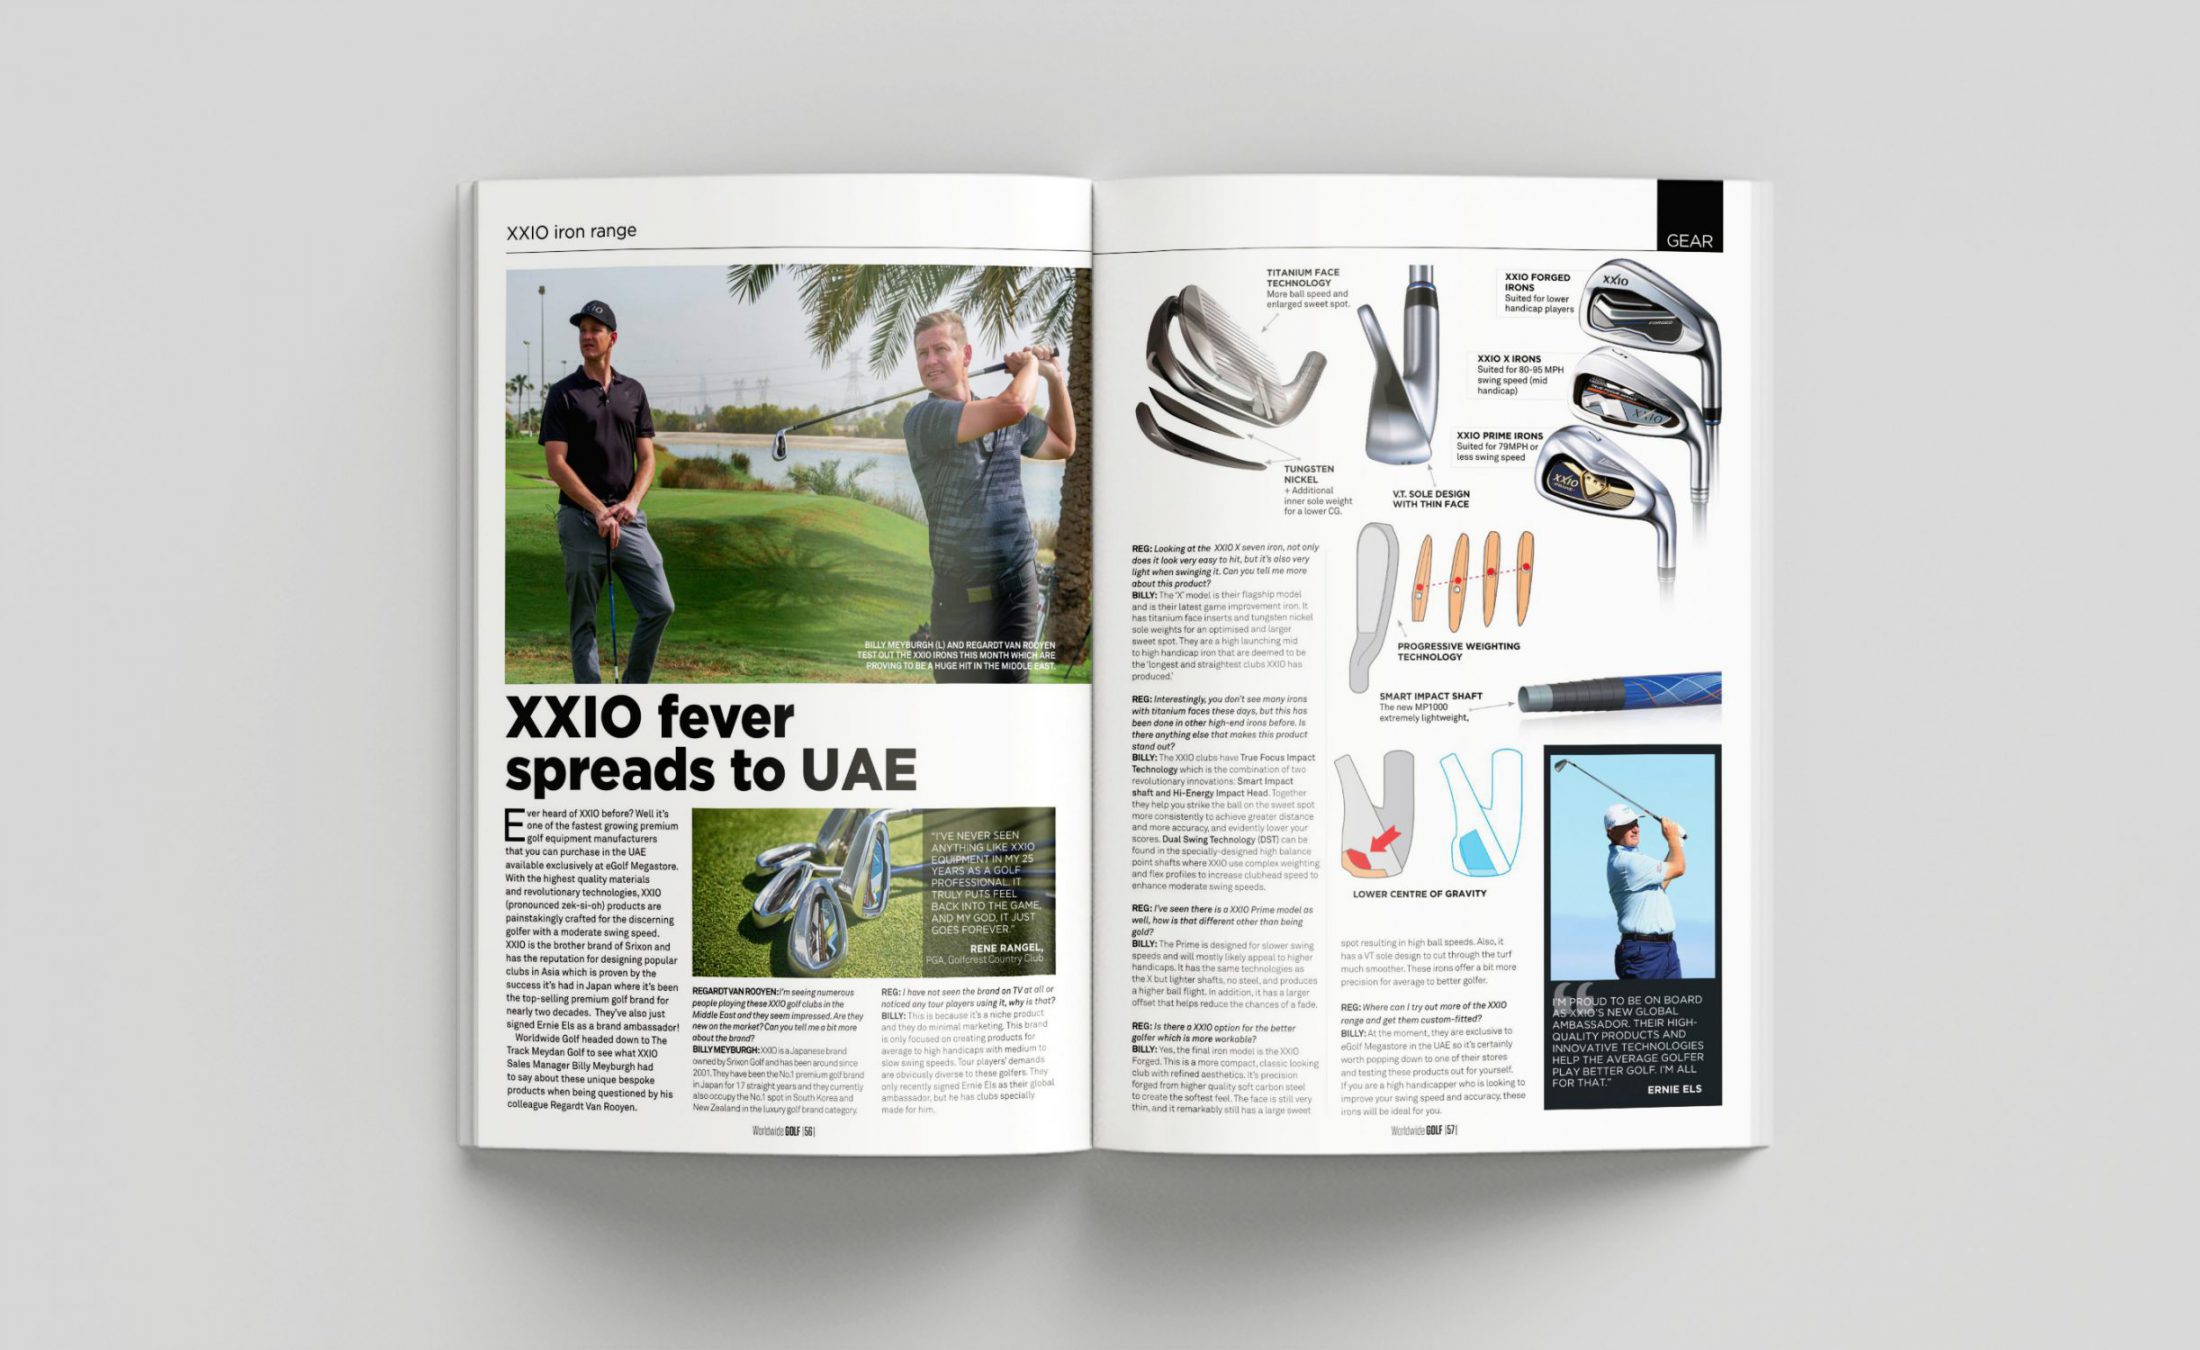 XXIO iron range
XXIO
BILLY MEYBURGH (L) AND REGARDT VAN ROOYEN
TEST OUT THE XXIO IRONS THIS MONTH WHICH ARE
PROVING TO BE A HUGE HIT IN THE MIDDLE EAST.
XXIO fever
spreads to UAE
Ever heard of XXIO before? Well it's
one of the fastest growing premium
golf equipment manufacturers
that you can purchase in the UAE
available exclusively at eGolf Megastore.
With the highest quality materials
and revolutionary technologies, XXIO
(pronounced zek-si-oh) products are
painstakingly crafted for the discerning
golfer with a moderate swing speed.
XXIO is the brother brand of Srixon and
has the reputation for designing popular
clubs in Asia which is proven by the
success it's had in Japan where it's been
the top-selling premium golf brand for
nearly two decades. They've also just
signed Ernie Els as a brand ambassador!
Worldwide Golf headed down to The
Track Meydan Golf to see what XXIO
Sales Manager Billy Meyburgh had
to say about these unique bespoke
products when being questioned by his
colleague Regardt Van Rooyen.
"I'VE NEVER SEEN
ANYTHING LIKE XXIO
EQUIPMENT IN MY 25
YEARS AS A GOLF
PROFESSIONAL. IT
TRULY PUTS FEEL
BACK INTO THE GAME,
AND MY GOD, IT JUST
GOES FOREVER."
RENE RANGEL,
PGA, Golfcrest Country Club
REGARDT VAN ROOYEN: I'm seeing numerous
people playing these XXIO golf clubs in the
Middle East and they seem impressed. Are they
new on the market? Can you tell me a bit more
about the brand?
BILLY MEYBURGH: XXIO is a Japanese brand
owned by Srixon Golf and has been around since
2001. They have been the No.1 premium golf brand
in Japan for 17 straight years and they currently
also occupy the No.1 spot in South Korea and
New Zealand in the luxury golf brand category.
REG: I have not seen the brand on TV at all or
noticed any tour players using it, why is that?
BILLY: This is because it's a niche product
and they do minimal marketing. This brand
is only focused on creating products for
average to high handicaps with medium to
slow swing speeds. Tour players' demands
are obviously diverse to these golfers. They
only recently signed Ernie Els as their global
ambassador, but he has clubs specially
made for him.
Worldwide GOLF |56|
GEAR
TITANIUM FACE
TECHNOLOGY
More ball speed and
enlarged sweet spot.
TUNGSTEN
NICKEL
+ Additional
inner sole weight
for a lower CG.
V.T. SOLE DESIGN
WITH THIN FACE
XXIO FORGED
IRONS
Suited for lower
handicap players
XXIO
FORGED
XXIO X IRONS
Suited for 80-95 MPH
swing speed (mid
handicap)
XXIO
XXIO PRIME IRONS
Suited for 79MPH or
less swing speed
XXIO
PRIME
PROGRESSIVE WEIGHTING
TECHNOLOGY
SMART IMPACT SHAFT
The new MP1000
extremely lightweight,
LOWER CENTRE OF GRAVITY
REG: Looking at the XXIO X seven iron, not only
does it look very easy to hit, but it's also very
light when swinging it. Can you tell me more
about this product?
BILLY: The 'X' model is their flagship model
and is their latest game improvement iron. It
has titanium face inserts and tungsten nickel
sole weights for an optimised and larger
sweet spot. They are a high launching mid
to high handicap iron that are deemed to be
the 'longest and straightest clubs XXIO has
produced.'
REG: Interestingly, you don't see many irons
with titanium faces these days, but this has
been done in other high-end irons before. Is
there anything else that makes this product
stand out?
BILLY: The XXIO clubs have True Focus Impact
Technology which is the combination of two
revolutionary innovations: Smart Impact
shaft and Hi-Energy Impact Head. Together
they help you strike the ball on the sweet spot
more consistently to achieve greater distance
and more accuracy, and evidently lower your
scores. Dual Swing Technology (DST) can be
found in the specially-designed high balance
point shafts where XXIO use complex weighting
and flex profiles to increase clubhead speed to
enhance moderate swing speeds.
REG: I've seen there is a XXIO Prime model as
well, how is that different other than being
gold?
BILLY: The Prime is designed for slower swing
speeds and will mostly likely appeal to higher
handicaps. It has the same technologies as
the X but lighter shafts, no steel, and produces
a higher ball flight. In addition, it has a larger
offset that helps reduce the chances of a fade.
REG: Is there a XXIO option for the better
golfer which is more workable?
BILLY: Yes, the final iron model is the XXIO
Forged. This is a more compact, classic looking
club with refined aesthetics. It's precision
forged from higher quality soft carbon steel
to create the softest feel. The face is still very
thin, and it remarkably still has a large sweet
spot resulting in high ball speeds. Also, it
has a VT sole design to cut through the turf
much smoother. These irons offer a bit more
precision for average to better golfer.
REG: Where can I try out more of the XXIO
range and get them custom-fitted?
BILLY: At the moment, they are exclusive to
eGolf Megastore in the UAE so it's certainly
worth popping down to one of their stores
and testing these products out for yourself.
If you are a high handicapper who is looking to
improve your swing speed and accuracy, these
irons will be ideal for you.
I'M PROUD TO BE ON BOARD
AS XXIO'S NEW GLOBAL
AMBASSADOR. THEIR HIGH-
QUALITY PRODUCTS AND
INNOVATIVE TECHNOLOGIES
HELP THE AVERAGE GOLFER
PLAY BETTER GOLF. I'M ALL
FOR THAT."
ERNIE ELS
Worldwide GOLF |57|